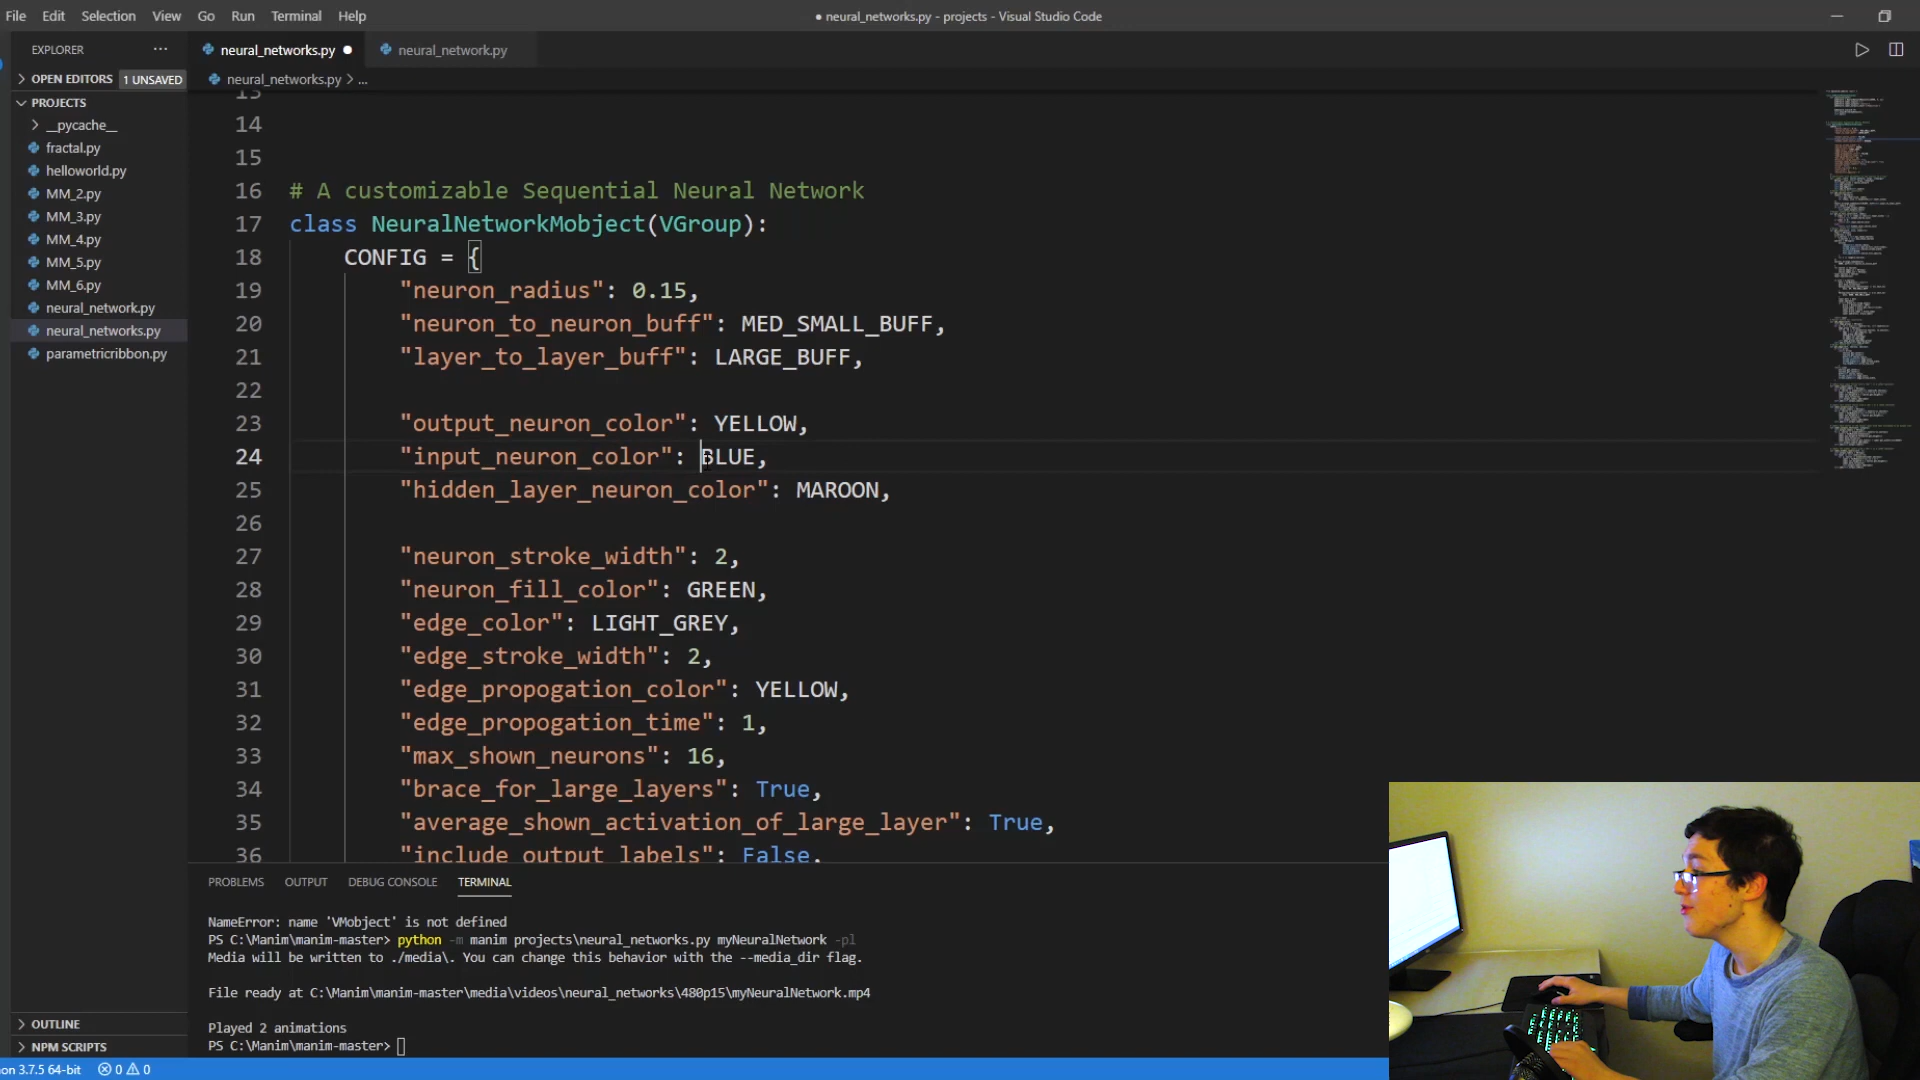 File Edit Selection View Go Run Terminal Help
● neural_networks.py - projects - Visual Studio Code
EXPLORER ···
OPEN EDITORS 1 UNSAVED
PROJECTS
__pycache__
fractal.py
helloworld.py
MM_2.py
MM_3.py
MM_4.py
MM_5.py
MM_6.py
neural_network.py
neural_networks.py
parametricribbon.py
OUTLINE
NPM SCRIPTS
neural_networks.py ● neural_network.py
neural_networks.py > ...
13
14
15
16 # A customizable Sequential Neural Network
17 class NeuralNetworkMobject(VGroup):
18 CONFIG = {
19 "neuron_radius": 0.15,
20 "neuron_to_neuron_buff": MED_SMALL_BUFF,
21 "layer_to_layer_buff": LARGE_BUFF,
22
23 "output_neuron_color": YELLOW,
24 "input_neuron_color": BLUE,
25 "hidden_layer_neuron_color": MAROON,
26
27 "neuron_stroke_width": 2,
28 "neuron_fill_color": GREEN,
29 "edge_color": LIGHT_GREY,
30 "edge_stroke_width": 2,
31 "edge_propogation_color": YELLOW,
32 "edge_propogation_time": 1,
33 "max_shown_neurons": 16,
34 "brace_for_large_layers": True,
35 "average_shown_activation_of_large_layer": True,
36 "include_output_labels": False,
PROBLEMS OUTPUT DEBUG CONSOLE TERMINAL
NameError: name 'VMobject' is not defined
PS C:\Manim\manim-master> python -m manim projects\neural_networks.py myNeuralNetwork -pl
Media will be written to ./media\. You can change this behavior with the --media_dir flag.
File ready at C:\Manim\manim-master\media\videos\neural_networks\480p15\myNeuralNetwork.mp4
Played 2 animations
PS C:\Manim\manim-master>
on 3.7.5 64-bit 0 0